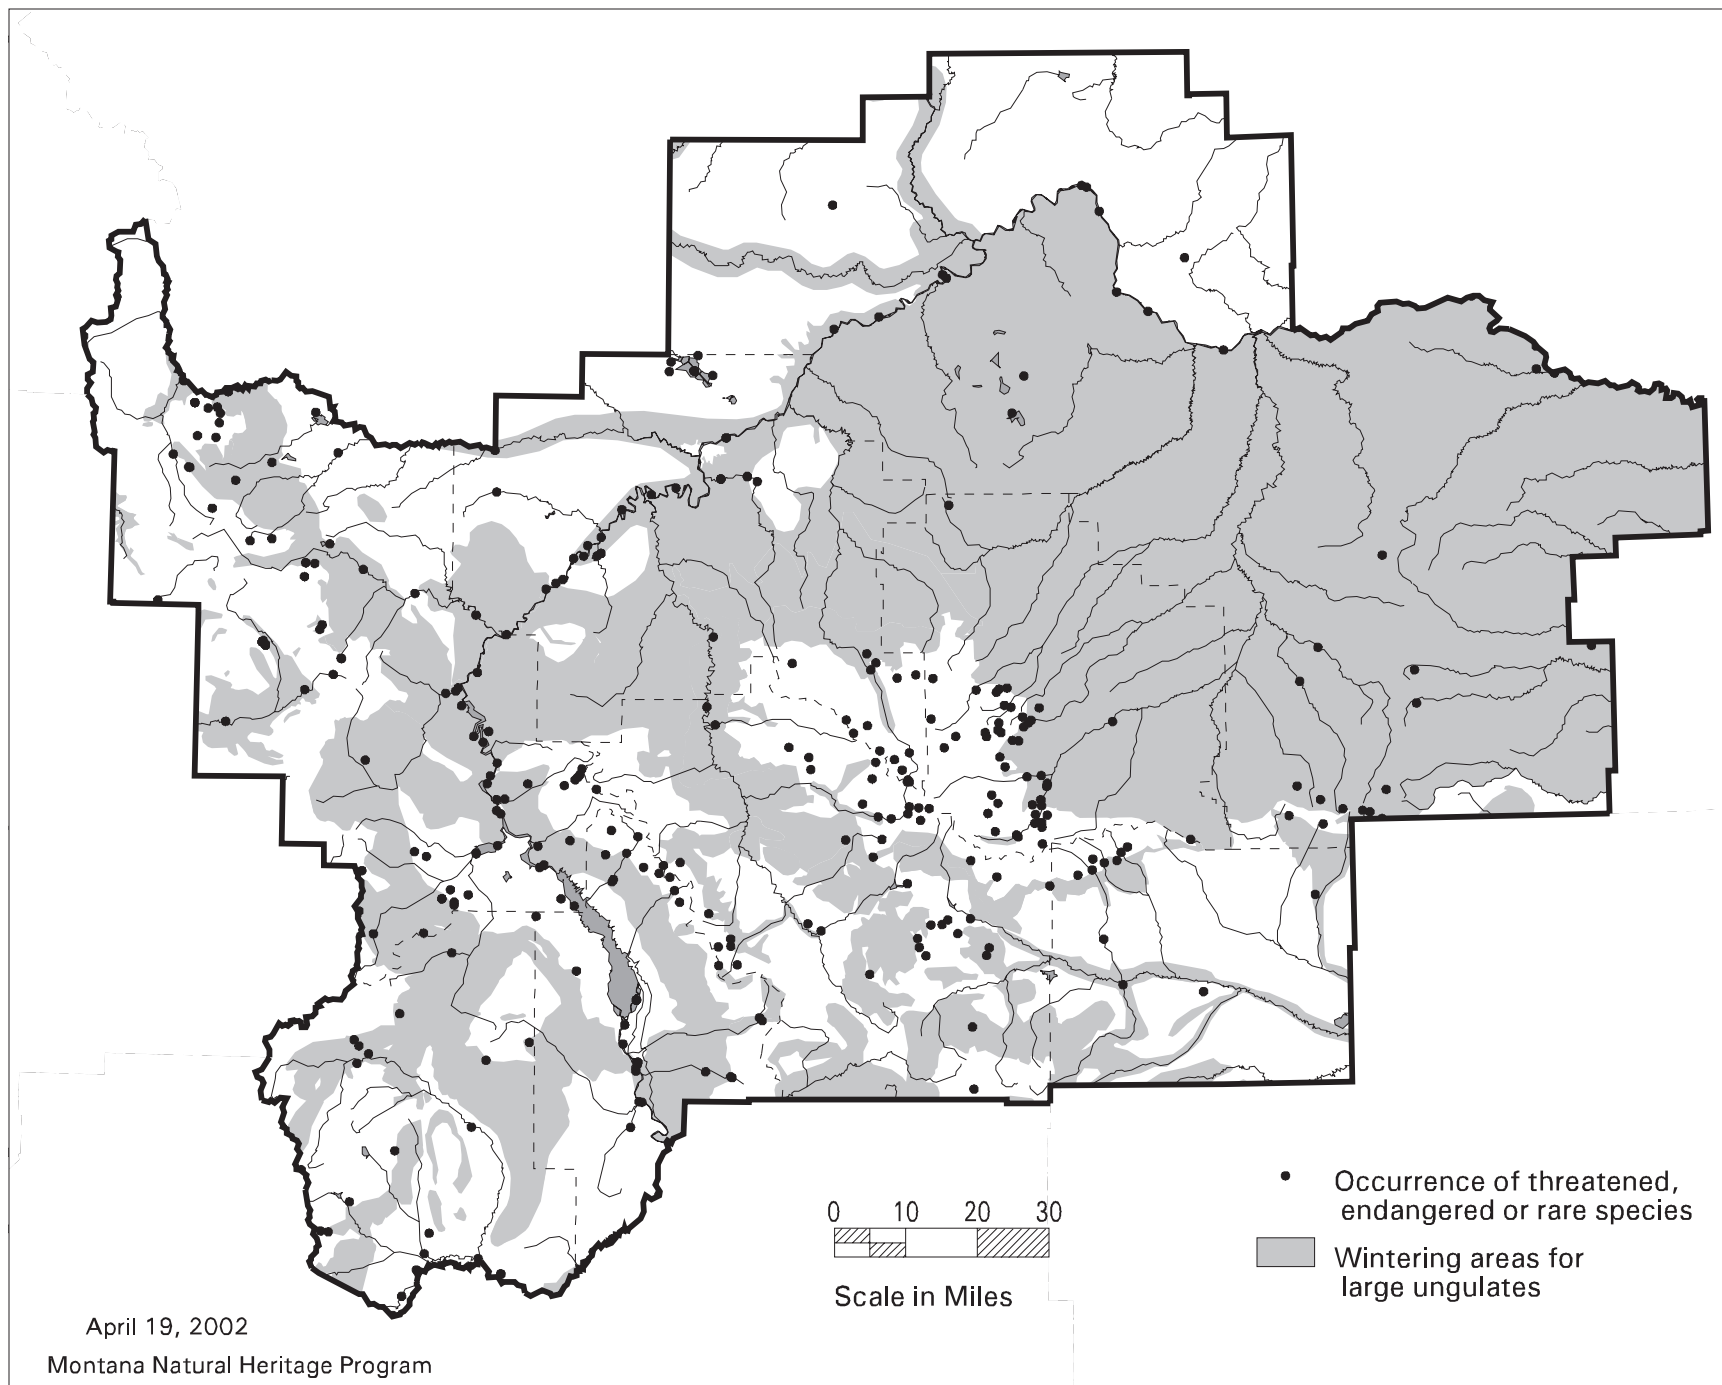 Occurrence of threatened,
endangered or rare species
0 10 20 30
Wintering areas for
large ungulates
Scale in Miles
April 19, 2002
Montana Natural Heritage Program